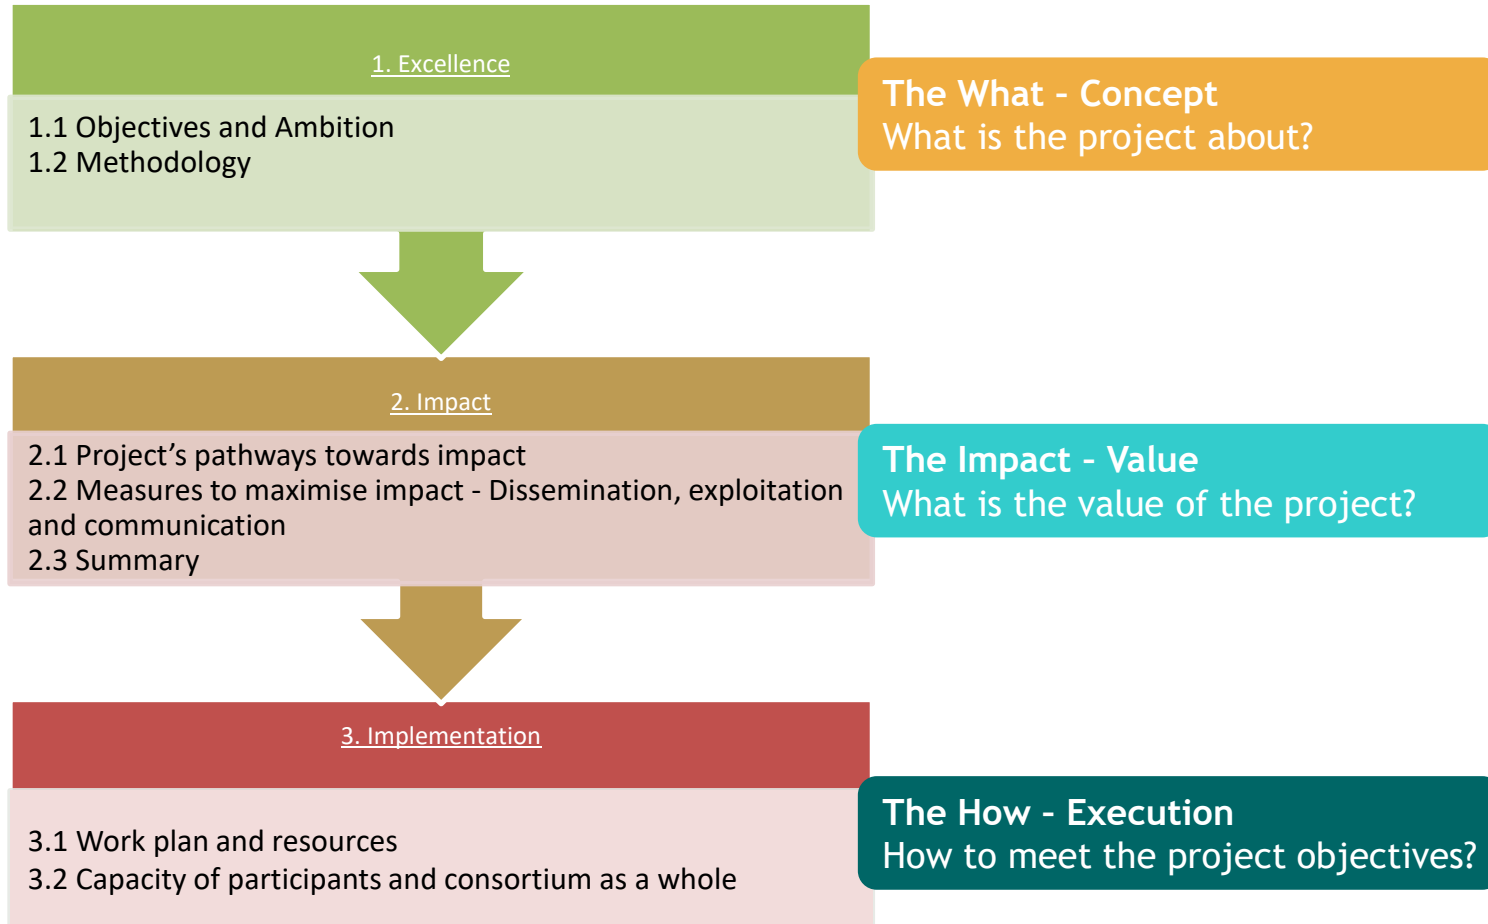 1. Excellence
The What – Concept
What is the project about?
1.1 Objectives and Ambition
1.2 Methodology
2. Impact
2.1 Project’s pathways towards impact
2.2 Measures to maximise impact - Dissemination, exploitation
and communication
2.3 Summary
The Impact – Value
What is the value of the project?
3. Implementation
3.1 Work plan and resources
3.2 Capacity of participants and consortium as a whole
The How – Execution
How to meet the project objectives?